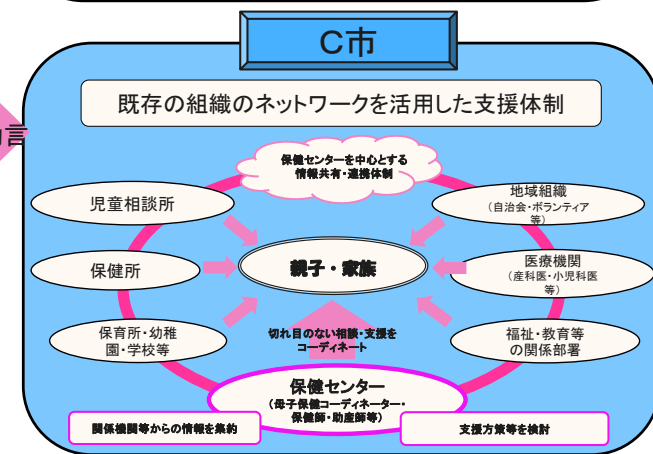 C市
既存の組織のネットワークを活用した支援体制
言
保健センターを中心とする
情報共有・連携体制
児童相談所
地域組織
(自治会・ボランティア
等)
保健所
親子・家族
医療機関
(産科医・小児科医
等)
保育所・幼稚
園・学校等
切れ目のない相談・支援を
コーディネート
福祉・教育等
の関係部署
保健センター
(母子保健コーディネーター・
保健師・助産師等)
関係機関等からの情報を集約
支援方策等を検討